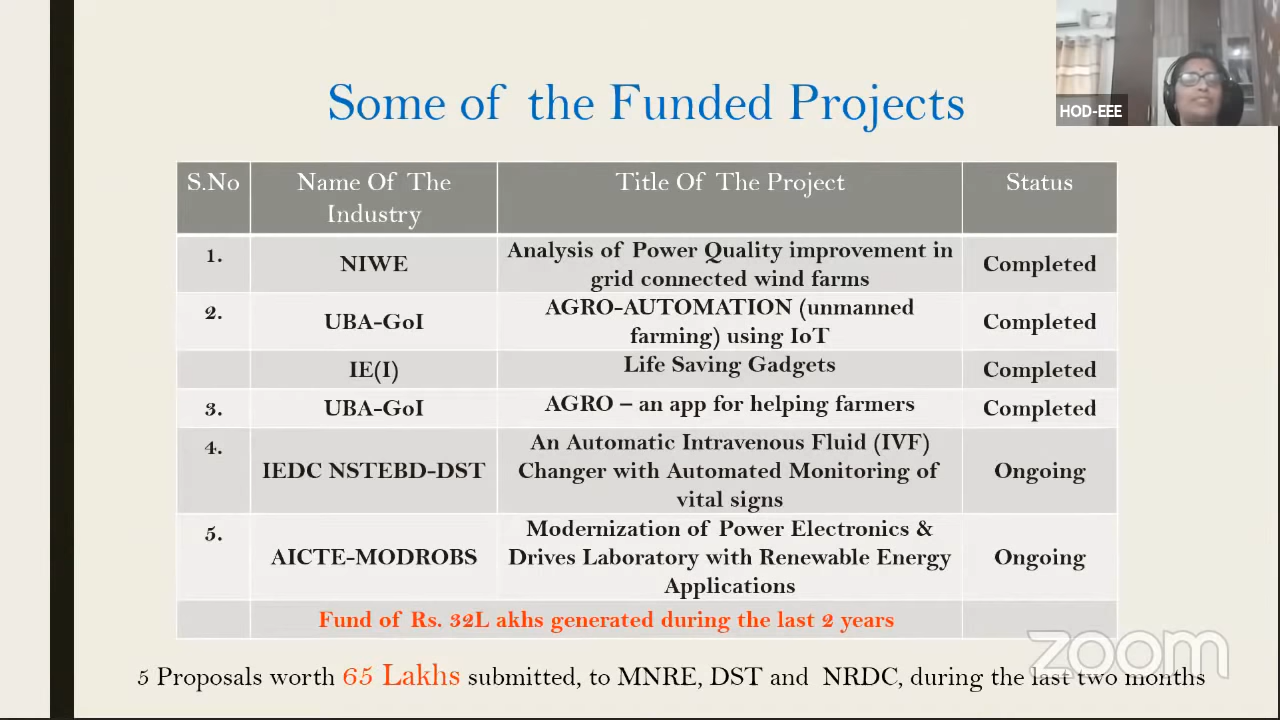 Some of the Funded Projects
HOD-EEE
S.No
Name Of The
Industry
Title Of The Project
Status
1.
NIWE
Analysis of Power Quality improvement in
grid connected wind farms
Completed
2.
UBA-GoI
AGRO-AUTOMATION (unmanned
farming) using IoT
Completed
IE(I)
Life Saving Gadgets
Completed
3.
UBA-GoI
AGRO – an app for helping farmers
Completed
4.
IEDC NSTEBD-DST
An Automatic Intravenous Fluid (IVF)
Changer with Automated Monitoring of
vital signs
Ongoing
5.
AICTE-MODROBS
Modernization of Power Electronics &
Drives Laboratory with Renewable Energy
Applications
Ongoing
Fund of Rs. 32L akhs generated during the last 2 years
zoom
5 Proposals worth 65 Lakhs submitted, to MNRE, DST and NRDC, during the last two months